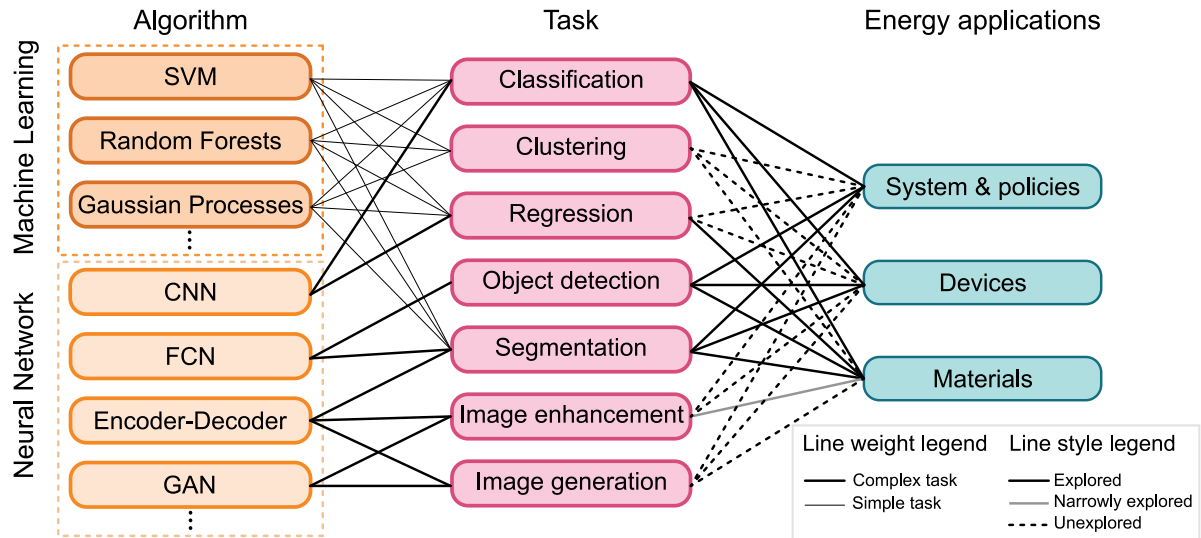 Algorithm
Task
Energy applications
Machine Learning
SVM
Random Forests
Gaussian Processes
Neural Network
CNN
FCN
Encoder-Decoder
GAN
Classification
Clustering
Regression
Object detection
Segmentation
Image enhancement
Image generation
System & policies
Devices
Materials
Line weight legend
Complex task
Simple task
Line style legend
Explored
Narrowly explored
Unexplored